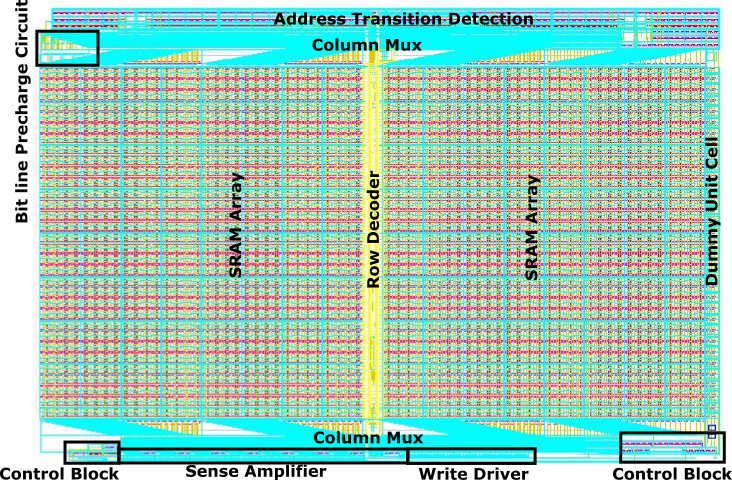 Address Transition Detection
Column Mux
Bit line Precharge Circuit
SRAM Array
Row Decoder
SRAM Array
Dummy Unit Cell
Column Mux
Control Block
Sense Amplifier
Write Driver
Control Block